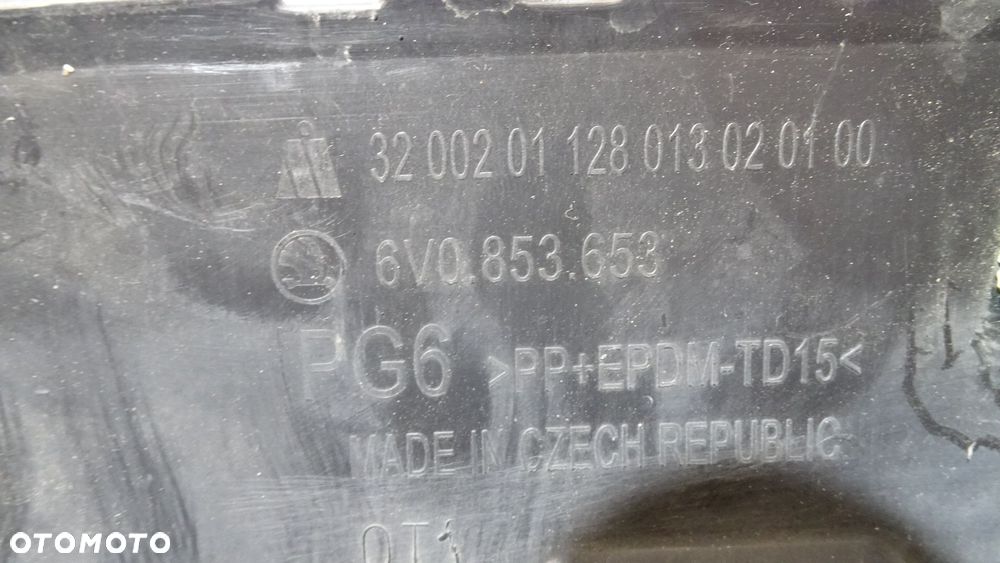 32 002 01 128 013 02 01 00
6V0.853.653
PG6 >PP+EPDM-TD15<
MADE IN CZECH REPUBLIC
OT1
OTOMOTO